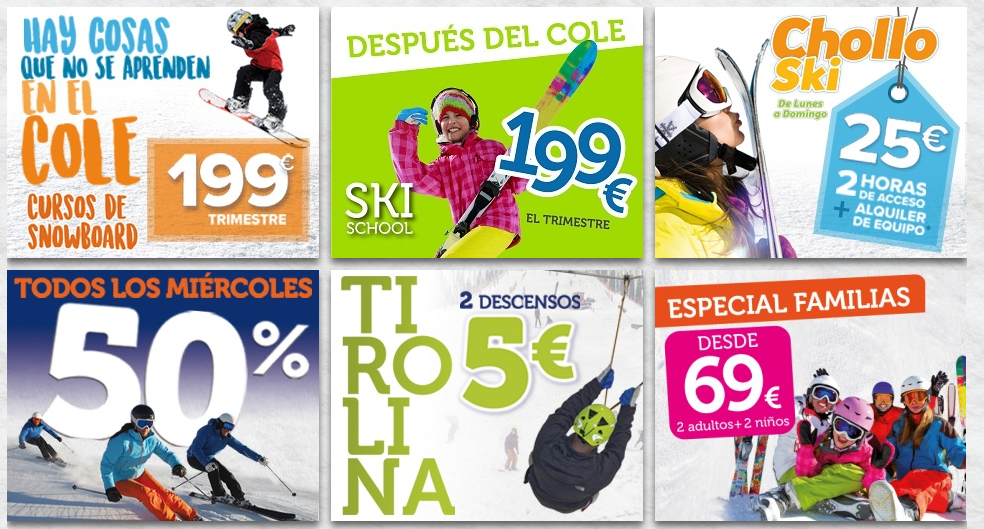 HAY COSAS
QUE NO SE APRENDEN
EN EL
COLE
CURSOS DE
SNOWBOARD
199€
TRIMESTRE
DESPUÉS DEL COLE
199€
SKI
SCHOOL
EL TRIMESTRE
Chollo
Ski
De Lunes
a Domingo
25€
2 HORAS
DE ACCESO
+ ALQUILER
DE EQUIPO*
TODOS LOS MIÉRCOLES
50%
TI
RO
LI
NA
2 DESCENSOS
5€
ESPECIAL FAMILIAS
DESDE
69€
2 adultos+2 niños